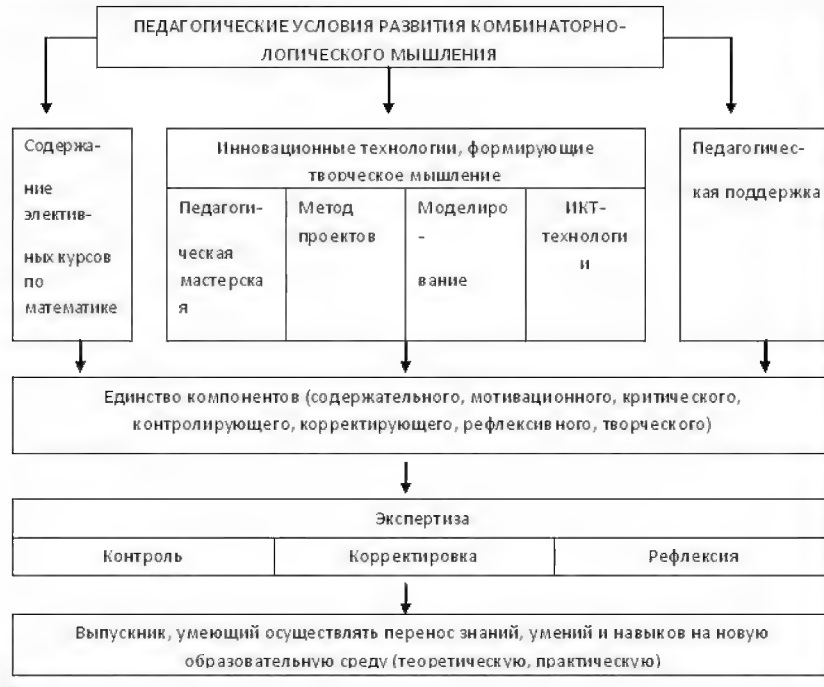 ПЕДАГОГИЧЕСКИЕ УСЛОВИЯ РАЗВИТИЯ КОМБИНАТОРНО-
ЛОГИЧЕСКОГО МЫШЛЕНИЯ
Содержа-
ние
электив-
ных курсов
по
математике
Инновационные технологии, формирующие
творческое мышление
Педагоги-
ческая
мастерска
я
Метод
проектов
Моделиро
-
вание
ИКТ-
технологи
и
Педагогичес-
кая поддержка
Единство компонентов (содержательного, мотивационного, критического,
контролирующего, корректирующего, рефлексивного, творческого)
Экспертиза
Контроль
Корректировка
Рефлексия
Выпускник, умеющий осуществлять перенос знаний, умений и навыков на новую
образовательную среду (теоретическую, практическую)